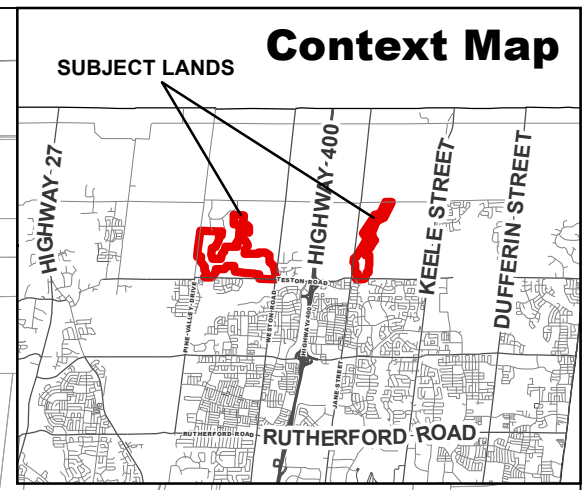 Context Map
SUBJECT LANDS
HIGHWAY 27
HIGHWAY 400
KEELE STREET
DUFFERIN STREET
TESTON ROAD
PINE VALLEY DRIVE
WESTON ROAD
HIGHWAY 400
JANE STREET
RUTHERFORD ROAD
RUTHERFORD ROAD